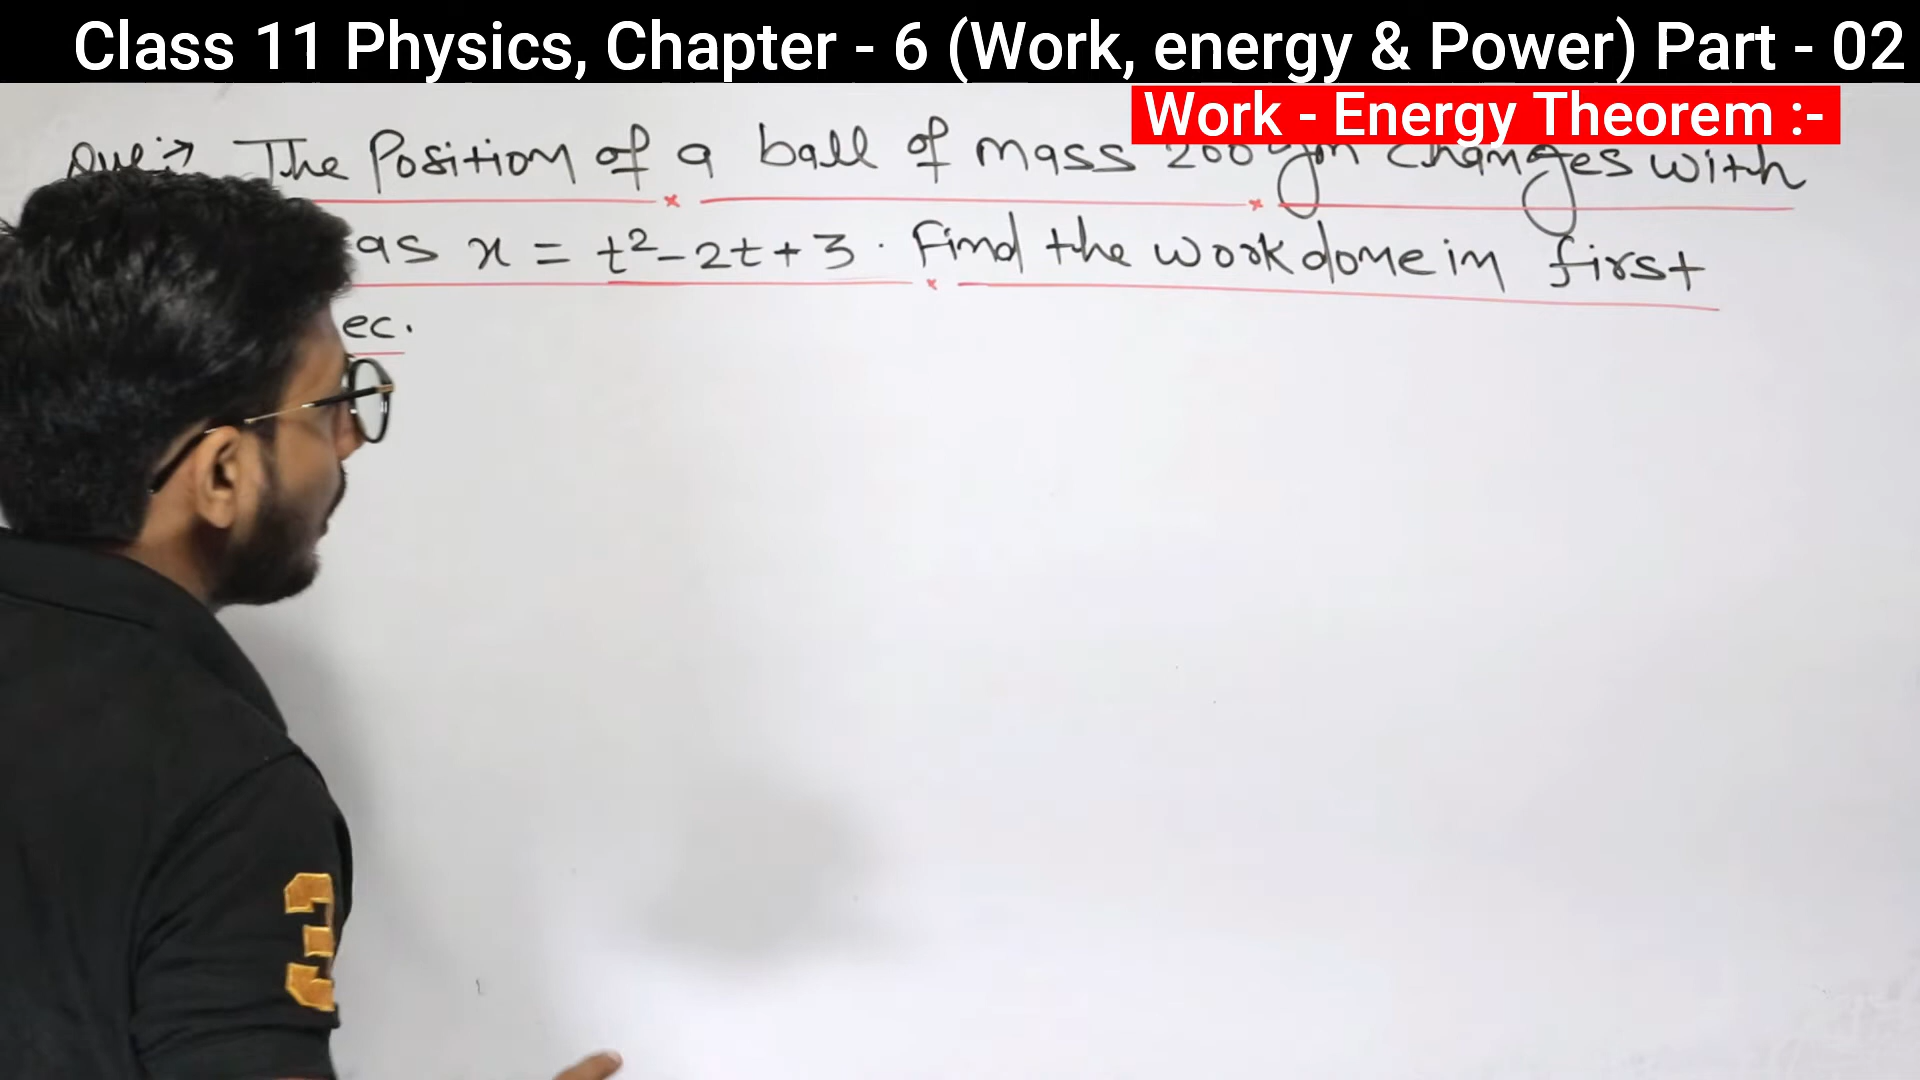 Class 11 Physics, Chapter - 6 (Work, energy & Power) Part - 02
Work - Energy Theorem :-
Que:→ The Position of a ball of mass 200 gm changes with
as x = t²-2t+3. Find the work done in first
ec.